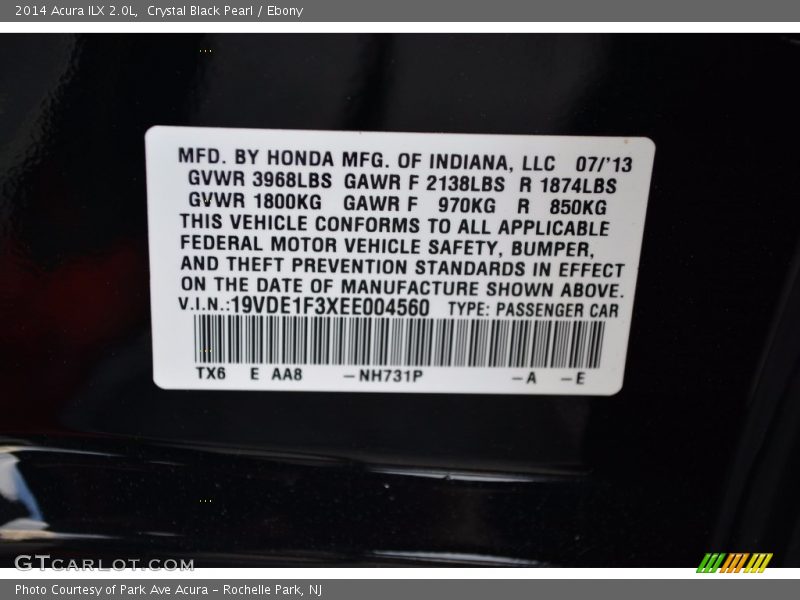 2014 Acura ILX 2.0L, Crystal Black Pearl / Ebony
MFD. BY HONDA MFG. OF INDIANA, LLC 07/'13
GVWR 3968LBS GAWR F 2138LBS R 1874LBS
GVWR 1800KG GAWR F 970KG R 850KG
THIS VEHICLE CONFORMS TO ALL APPLICABLE
FEDERAL MOTOR VEHICLE SAFETY, BUMPER,
AND THEFT PREVENTION STANDARDS IN EFFECT
ON THE DATE OF MANUFACTURE SHOWN ABOVE.
V.I.N.:19VDE1F3XEE004560 TYPE: PASSENGER CAR
TX6 E AA8 –NH731P –A –E
GTCARLOT.COM
Photo Courtesy of Park Ave Acura – Rochelle Park, NJ